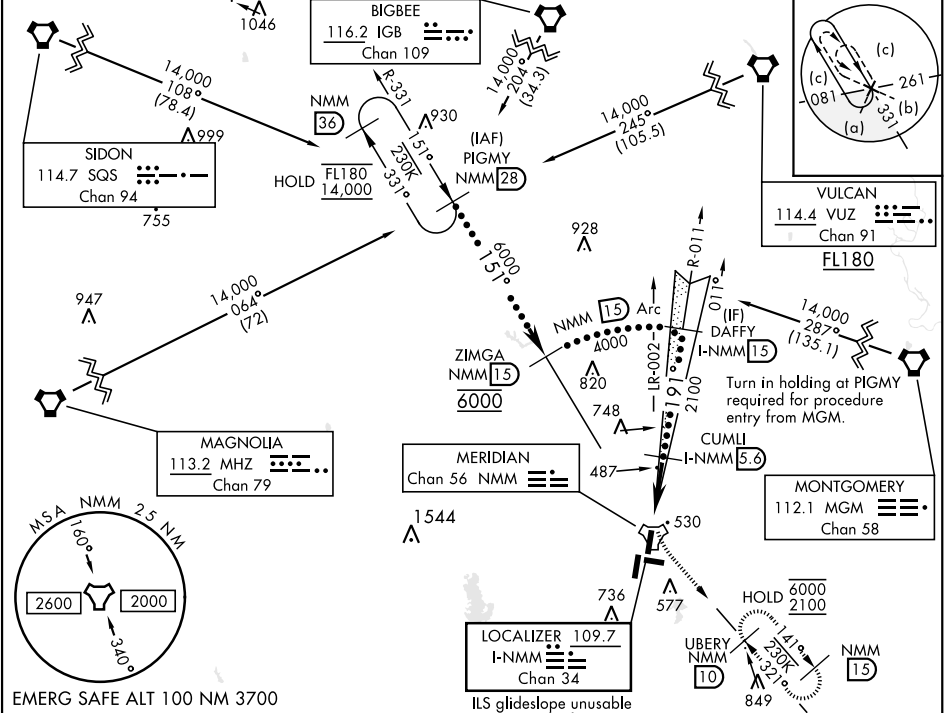 1046
BIGBEE
116.2 IGB
Chan 109
14,000
108°
(78.4)
999
SIDON
114.7 SQS
Chan 94
755
14,000
204°
(34.3)
NMM
36
R-331
930
151°
230K
331°
HOLD FL180
14,000
(IAF)
PIGMY
NMM 28
14,000
245°
(105.5)
(c)
(c)
261
081
(b)
(a)
331
VULCAN
114.4 VUZ
Chan 91
FL180
928
6000
151°
947
14,000
064°
(72)
NMM 15 Arc
4000
ZIMGA
NMM 15
6000
820
LR-002
R-011
011°
(IF)
DAFFY
I-NMM 15
191°
2100
14,000
287°
(135.1)
Turn in holding at PIGMY
required for procedure
entry from MGM.
748
CUMLI
I-NMM 5.6
487
MAGNOLIA
113.2 MHZ
Chan 79
MERIDIAN
Chan 56 NMM
MONTGOMERY
112.1 MGM
Chan 58
1544
530
MSA NMM 25 NM
160°
2600
2000
340°
736
577
HOLD 6000
2100
141°
230K
321°
UBERY
NMM
10
NMM
15
849
LOCALIZER 109.7
I-NMM
Chan 34
EMERG SAFE ALT 100 NM 3700
ILS glideslope unusable